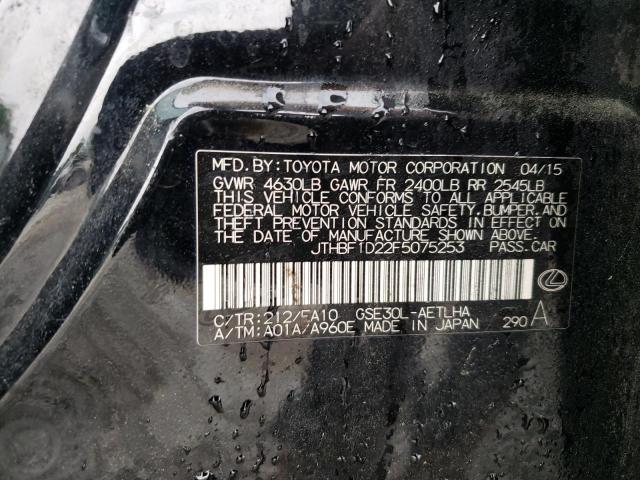 MFD. BY: TOYOTA MOTOR CORPORATION 04/15
GVWR 4630LB GAWR FR 2400LB RR 2545LB
THIS VEHICLE CONFORMS TO ALL APPLICABLE
FEDERAL MOTOR VEHICLE SAFETY, BUMPER, AND
THEFT PREVENTION STANDARDS IN EFFECT ON
THE DATE OF MANUFACTURE SHOWN ABOVE.
JTHBF1D22F5075253 PASS. CAR
C/TR: 212/EA10 GSE30L-AETLHA
A/TM: A01A/A960E MADE IN JAPAN 290 A